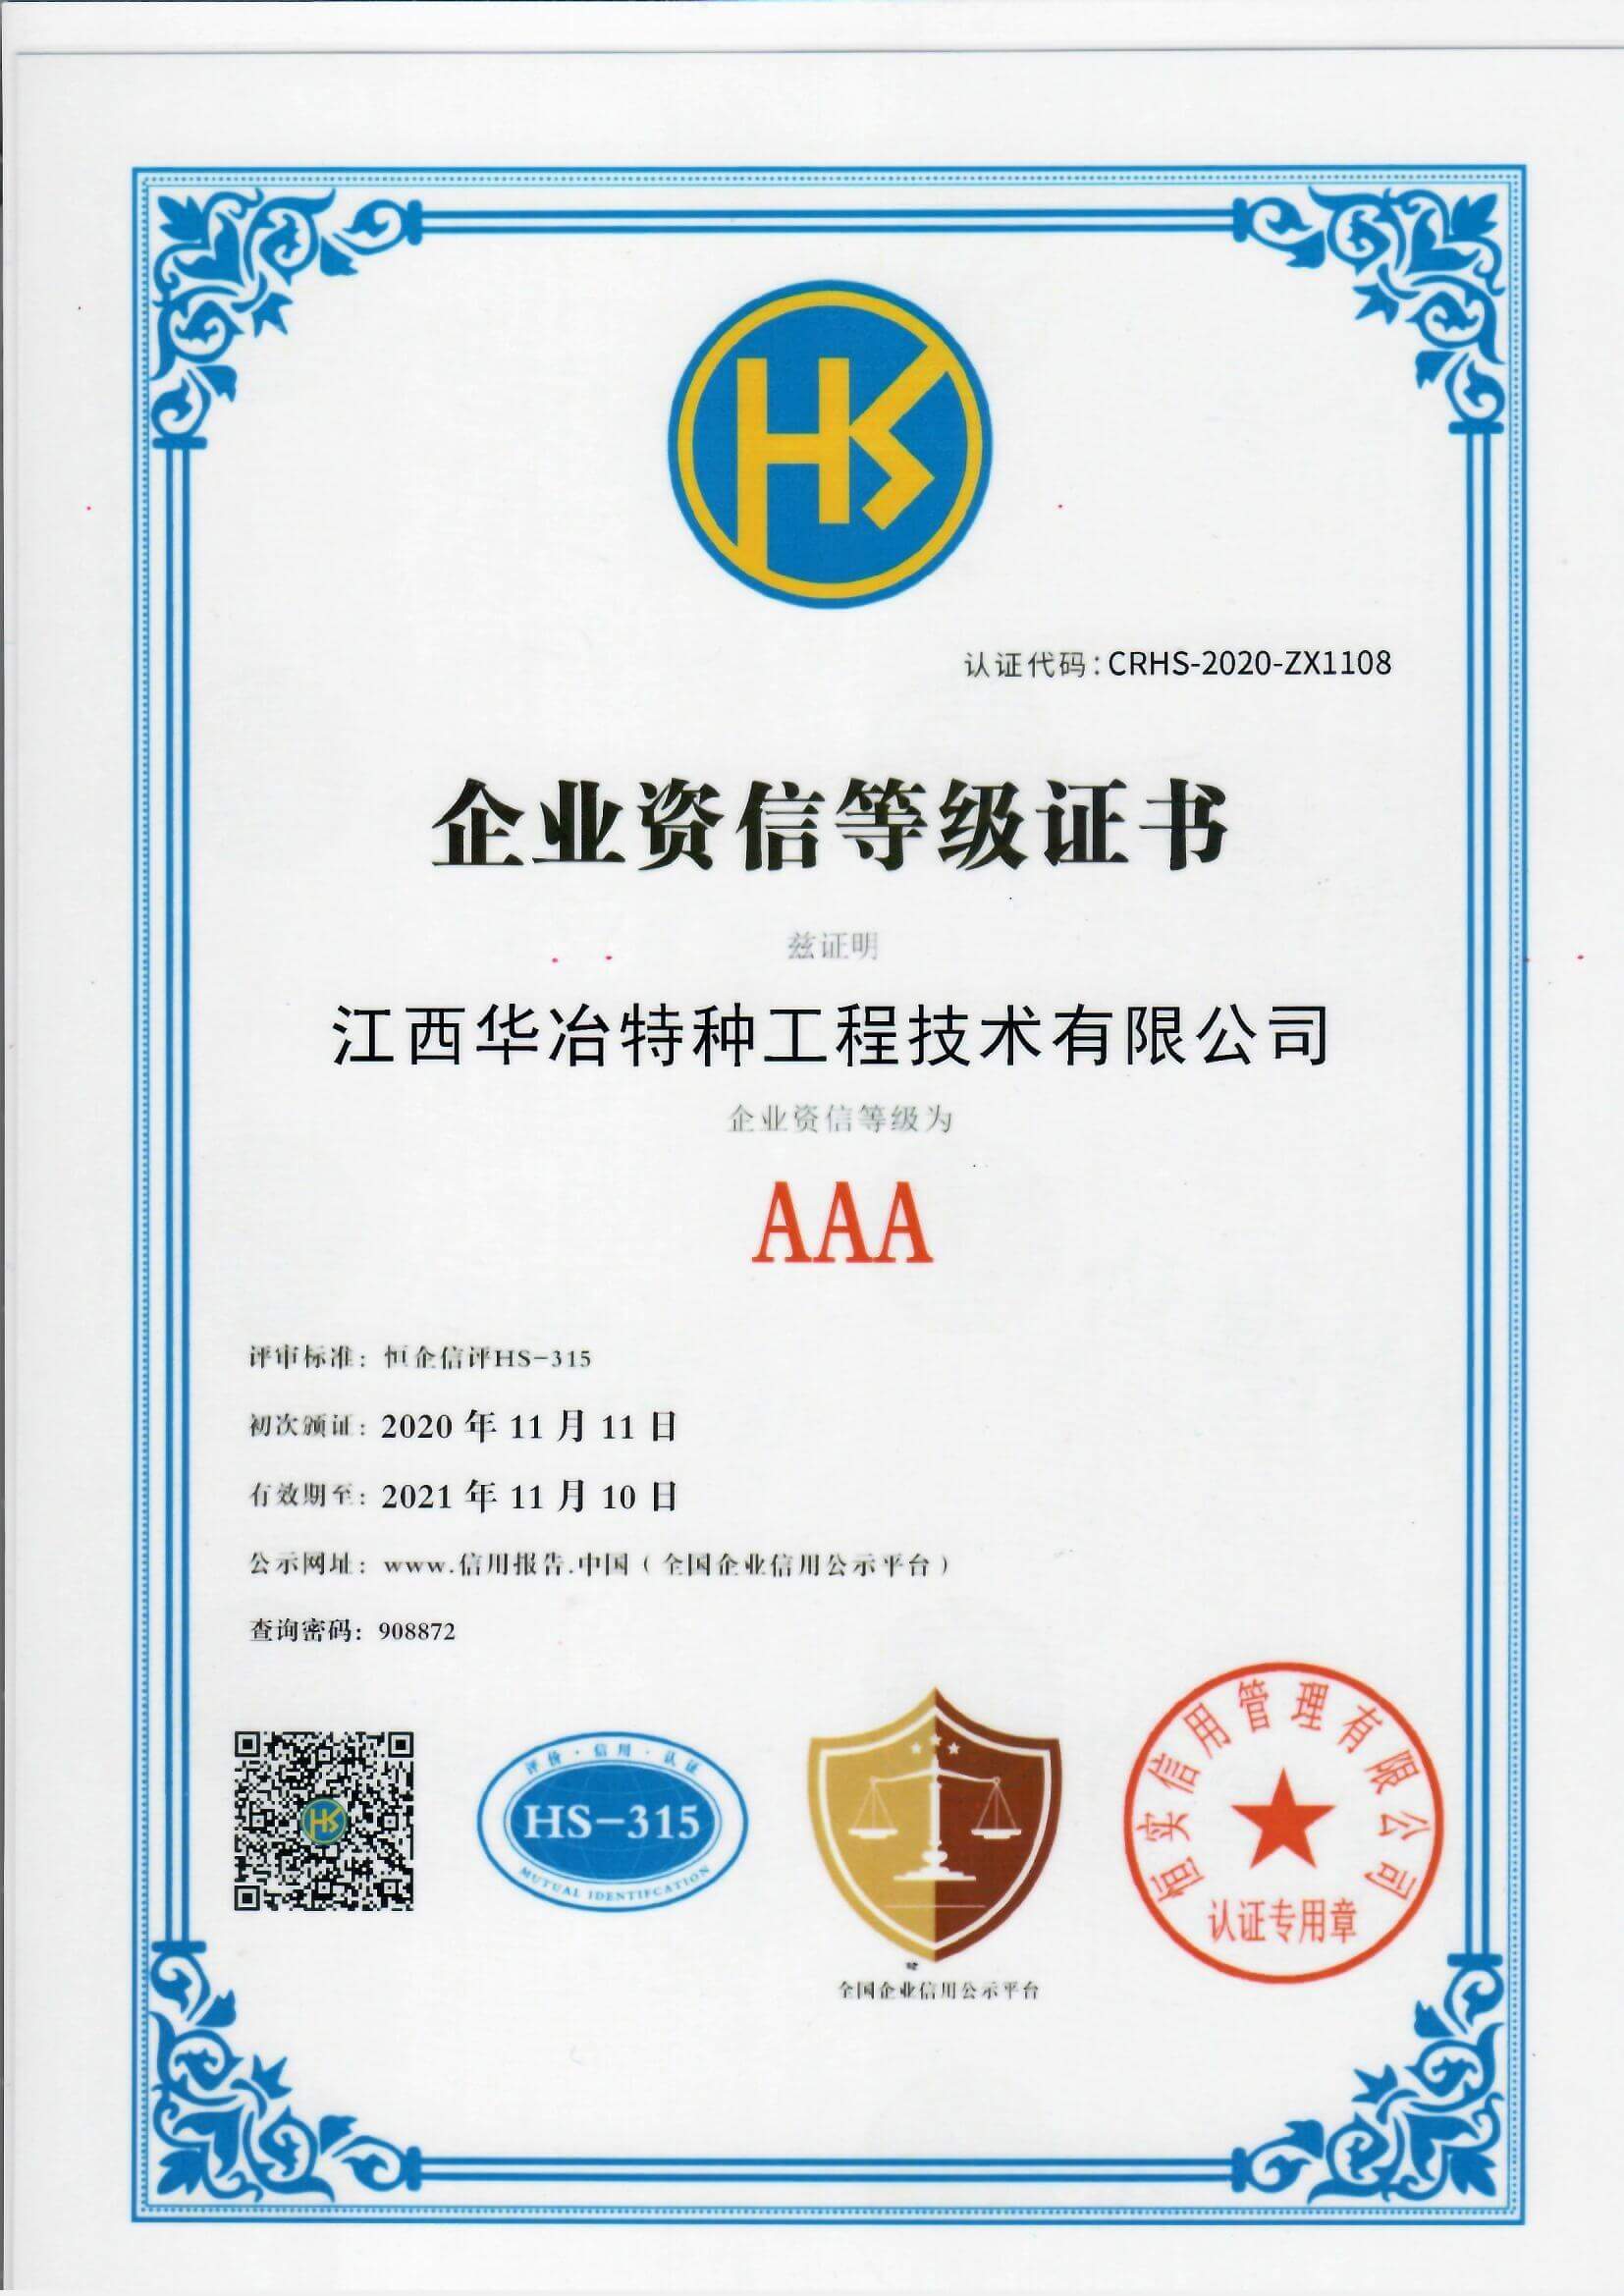 HS
认证代码：CRHS-2020-ZX1108
企业资信等级证书
兹证明
江西华冶特种工程技术有限公司
企业资信等级为
AAA
评审标准：恒企信评HS-315
初次颁证：2020 年 11 月 11 日
有效期至：2021 年 11 月 10 日
公示网址：www.信用报告.中国（全国企业信用公示平台）
查询密码：908872
HS
评价·信用·认证
HS-315
MUTUAL IDENTIFCATION
全国企业信用公示平台
恒实信用管理有限公司
认证专用章